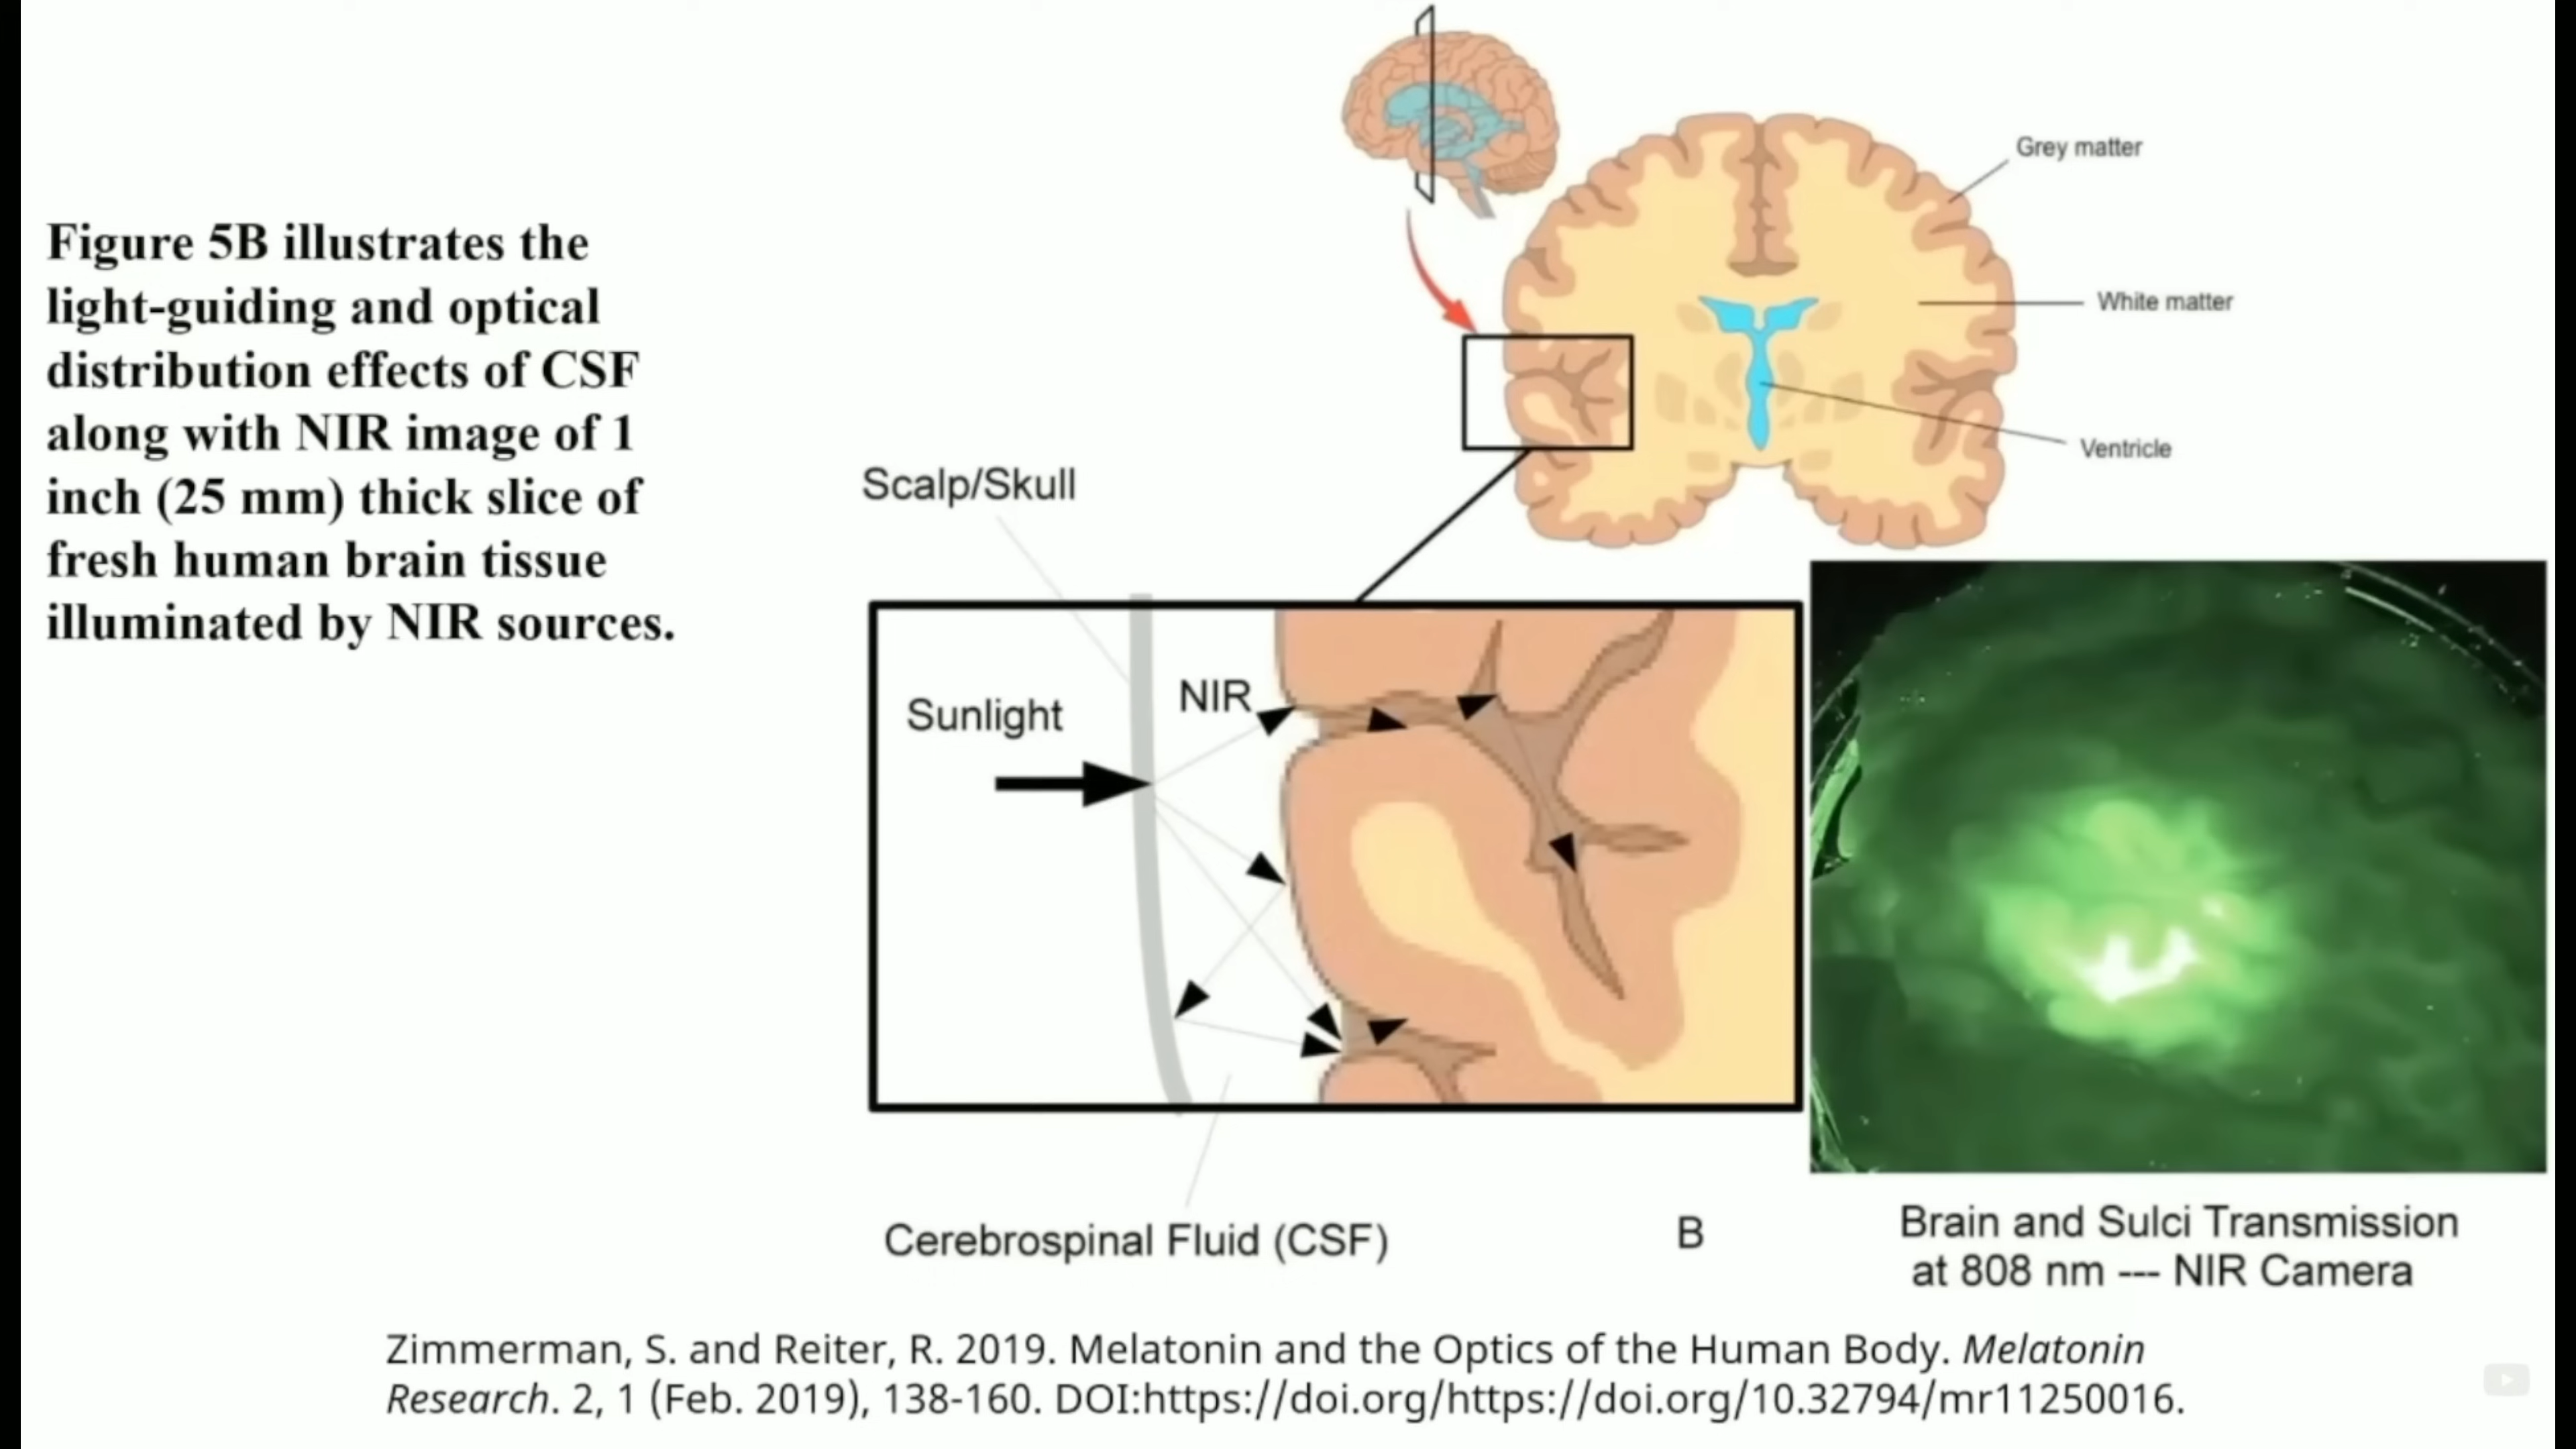 Figure 5B illustrates the
light-guiding and optical
distribution effects of CSF
along with NIR image of 1
inch (25 mm) thick slice of
fresh human brain tissue
illuminated by NIR sources.
Grey matter
White matter
Ventricle
Scalp/Skull
Sunlight
NIR
Cerebrospinal Fluid (CSF)
B
Brain and Sulci Transmission
at 808 nm --- NIR Camera
Zimmerman, S. and Reiter, R. 2019. Melatonin and the Optics of the Human Body. Melatonin
Research. 2, 1 (Feb. 2019), 138-160. DOI:https://doi.org/https://doi.org/10.32794/mr11250016.